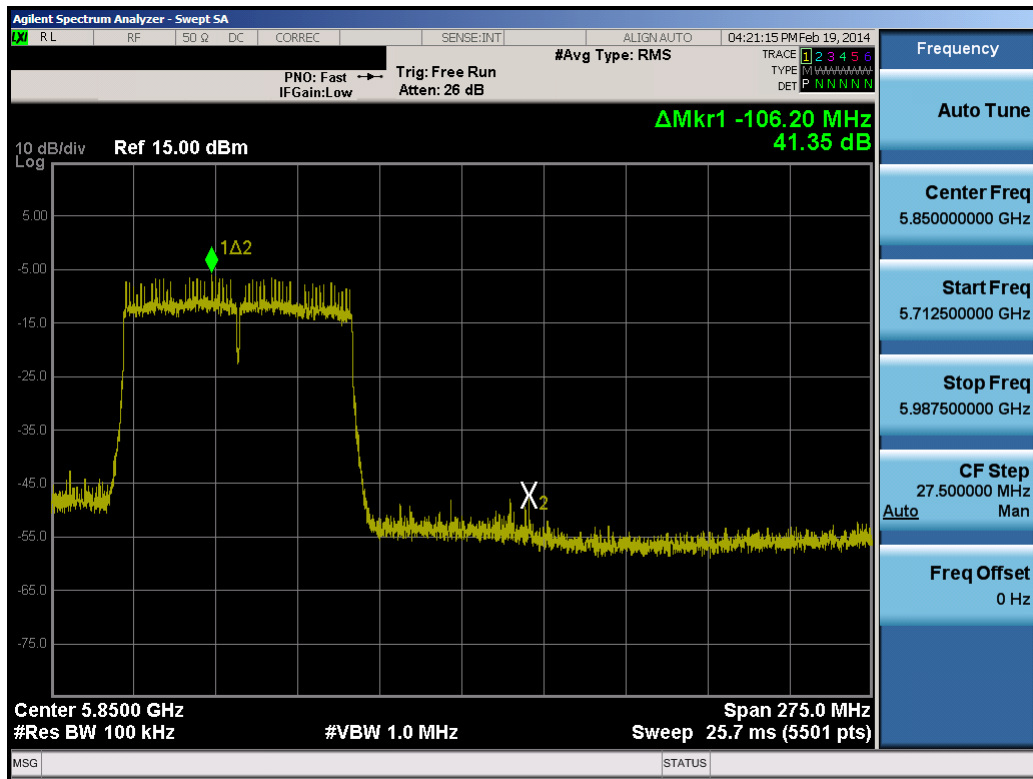 Agilent Spectrum Analyzer - Swept SA
LXI RL RF 50 Ω DC CORREC SENSE:INT ALIGNAUTO 04:21:15 PM Feb 19, 2014
#Avg Type: RMS
TRACE 1 2 3 4 5 6
TYPE MWWWWW
DET P N N N N N
PNO: Fast
IFGain:Low
Trig: Free Run
Atten: 26 dB
ΔMkr1 -106.20 MHz
41.35 dB
10 dB/div Ref 15.00 dBm
Log
5.00
-5.00
-15.0
-25.0
-35.0
-45.0
-55.0
-65.0
-75.0
1Δ2
X2
Center 5.8500 GHz
Span 275.0 MHz
#Res BW 100 kHz
#VBW 1.0 MHz
Sweep 25.7 ms (5501 pts)
MSG
STATUS
Frequency
Auto Tune
Center Freq
5.850000000 GHz
Start Freq
5.712500000 GHz
Stop Freq
5.987500000 GHz
CF Step
27.500000 MHz
Auto Man
Freq Offset
0 Hz